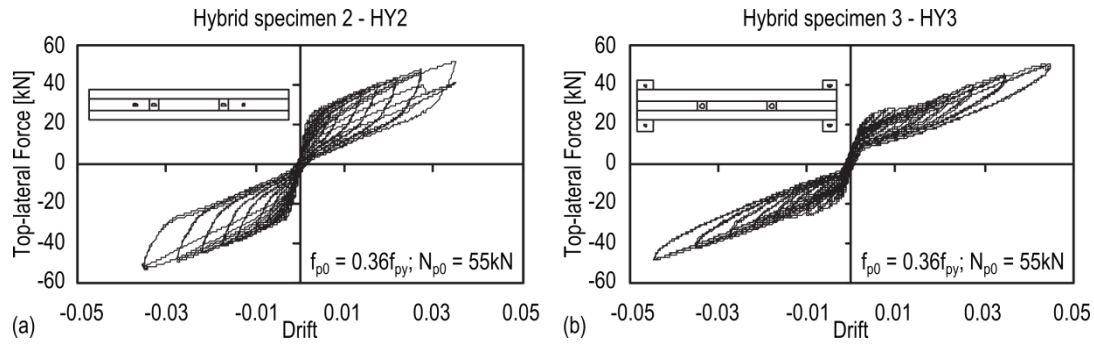 Hybrid specimen 2 - HY2
Top-lateral Force [kN]
60
40
20
0
-20
-40
-60
f_p0 = 0.36f_py; N_p0 = 55kN
-0.05 -0.03 -0.01 0.01 0.03 0.05
(a) Drift
Hybrid specimen 3 - HY3
Top-lateral Force [kN]
60
40
20
0
-20
-40
-60
f_p0 = 0.36f_py; N_p0 = 55kN
-0.05 -0.03 -0.01 0.01 0.03 0.05
(b) Drift